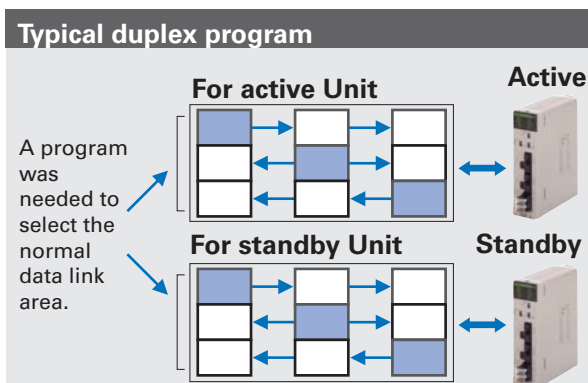 Typical duplex program
For active Unit
Active
A program
was
needed to
select the
normal
data link
area.
For standby Unit
Standby